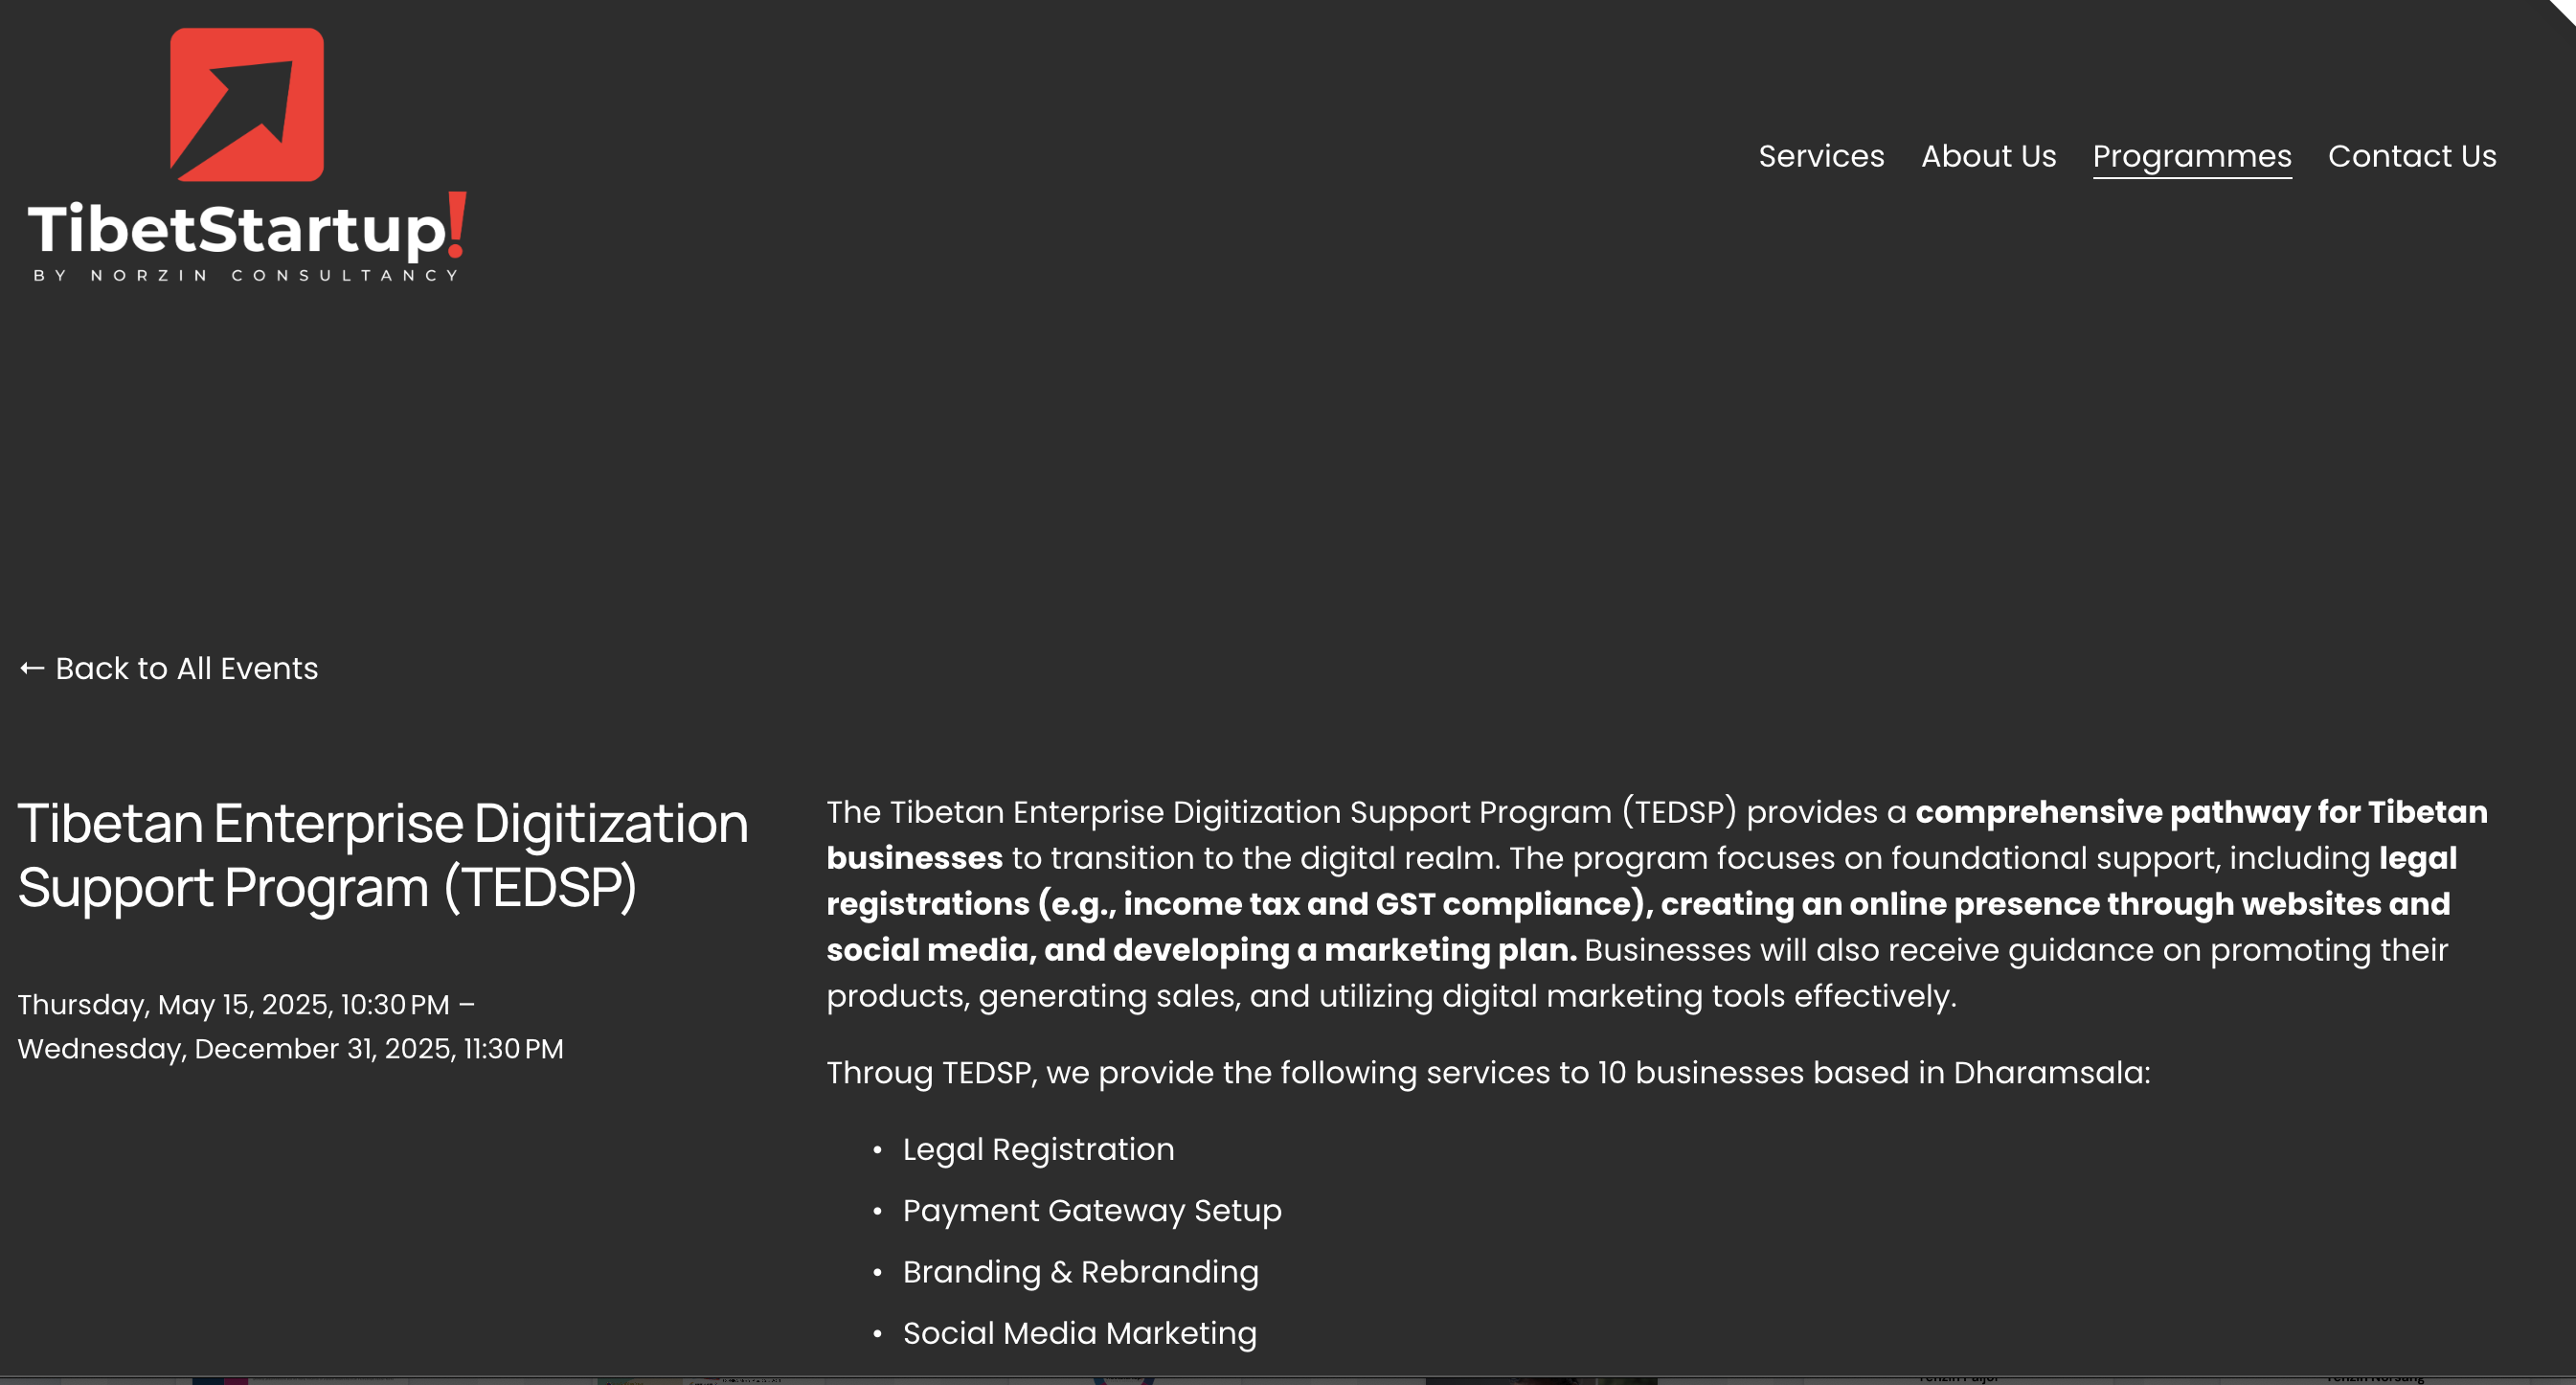 TibetStartup!
BY NORZIN CONSULTANCY
Services About Us Programmes Contact Us
← Back to All Events
Tibetan Enterprise Digitization
Support Program (TEDSP)
Thursday, May 15, 2025, 10:30 PM –
Wednesday, December 31, 2025, 11:30 PM
The Tibetan Enterprise Digitization Support Program (TEDSP) provides a comprehensive pathway for Tibetan
businesses to transition to the digital realm. The program focuses on foundational support, including legal
registrations (e.g., income tax and GST compliance), creating an online presence through websites and
social media, and developing a marketing plan. Businesses will also receive guidance on promoting their
products, generating sales, and utilizing digital marketing tools effectively.
Throug TEDSP, we provide the following services to 10 businesses based in Dharamsala:
• Legal Registration
• Payment Gateway Setup
• Branding & Rebranding
• Social Media Marketing
Tenzin Paljor Tenzin Norsang